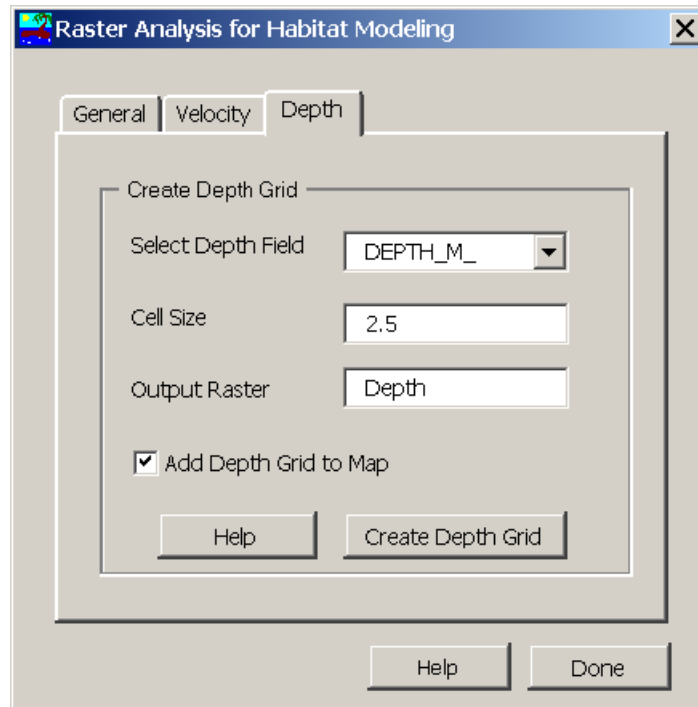 Raster Analysis for Habitat Modeling
General Velocity Depth
Create Depth Grid
Select Depth Field DEPTH_M_
Cell Size 2.5
Output Raster Depth
Add Depth Grid to Map
Help Create Depth Grid
Help Done